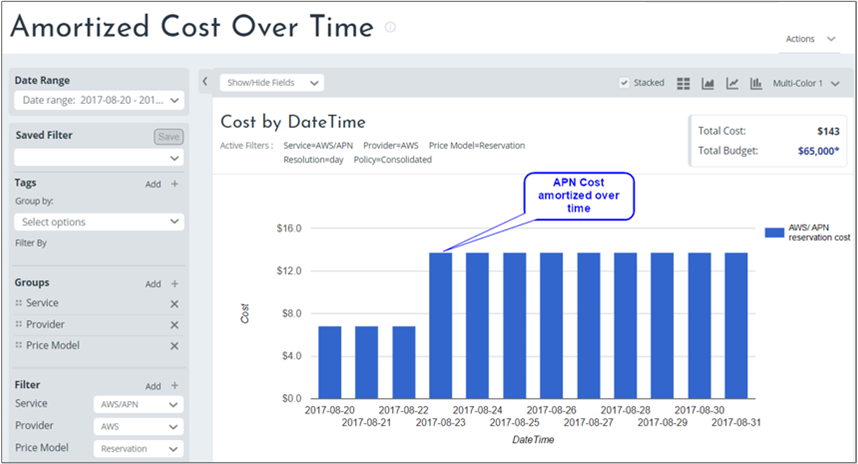 Amortized Cost Over Time
Actions
Date Range
Date range:  2017-08-20 - 201...
Saved Filter
Save
Tags
Add +
Group by:
Select options
Filter By
Groups
Add +
Service
Provider
Price Model
Filter
Add +
Service
AWS/APN
Provider
AWS
Price Model
Reservation
Show/Hide Fields
Stacked
Multi-Color 1
Cost by DateTime
Active Filters :  Service=AWS/APN  Provider=AWS  Price Model=Reservation
Resolution=day  Policy=Consolidated
Total Cost:  $143
Total Budget:  $65,000*
APN Cost
amortized over
time
$16.0
$12.0
$8.0
$4.0
$0.0
Cost
AWS/ APN
reservation cost
2017-08-20  2017-08-22  2017-08-24  2017-08-26  2017-08-28  2017-08-30
2017-08-21  2017-08-23  2017-08-25  2017-08-27  2017-08-29  2017-08-31
DateTime